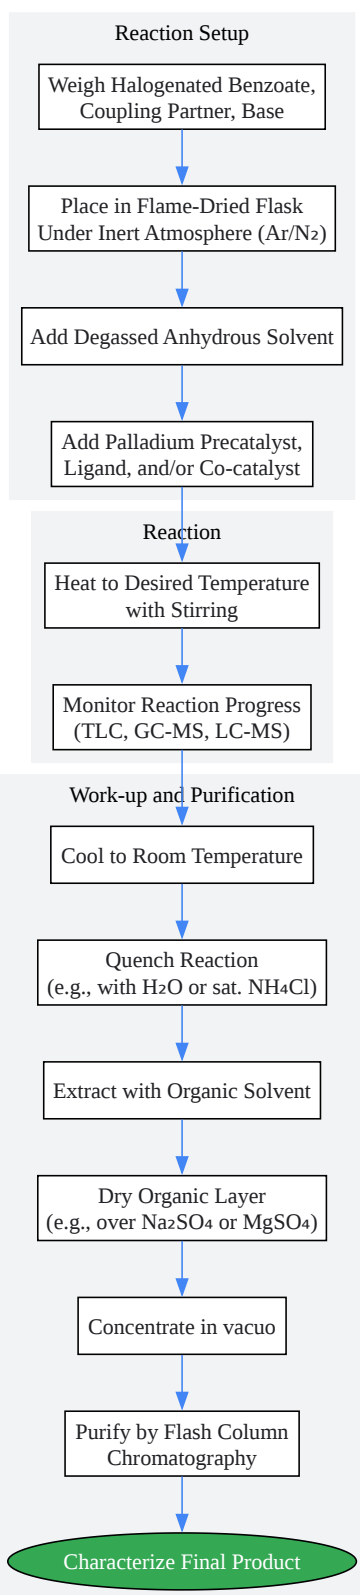 Reaction Setup
Weigh Halogenated Benzoate,
Coupling Partner, Base
Place in Flame-Dried Flask
Under Inert Atmosphere (Ar/N₂)
Add Degassed Anhydrous Solvent
Add Palladium Precatalyst,
Ligand, and/or Co-catalyst
Reaction
Heat to Desired Temperature
with Stirring
Monitor Reaction Progress
(TLC, GC-MS, LC-MS)
Work-up and Purification
Cool to Room Temperature
Quench Reaction
(e.g., with H₂O or sat. NH₄Cl)
Extract with Organic Solvent
Dry Organic Layer
(e.g., over Na₂SO₄ or MgSO₄)
Concentrate in vacuo
Purify by Flash Column
Chromatography
Characterize Final Product